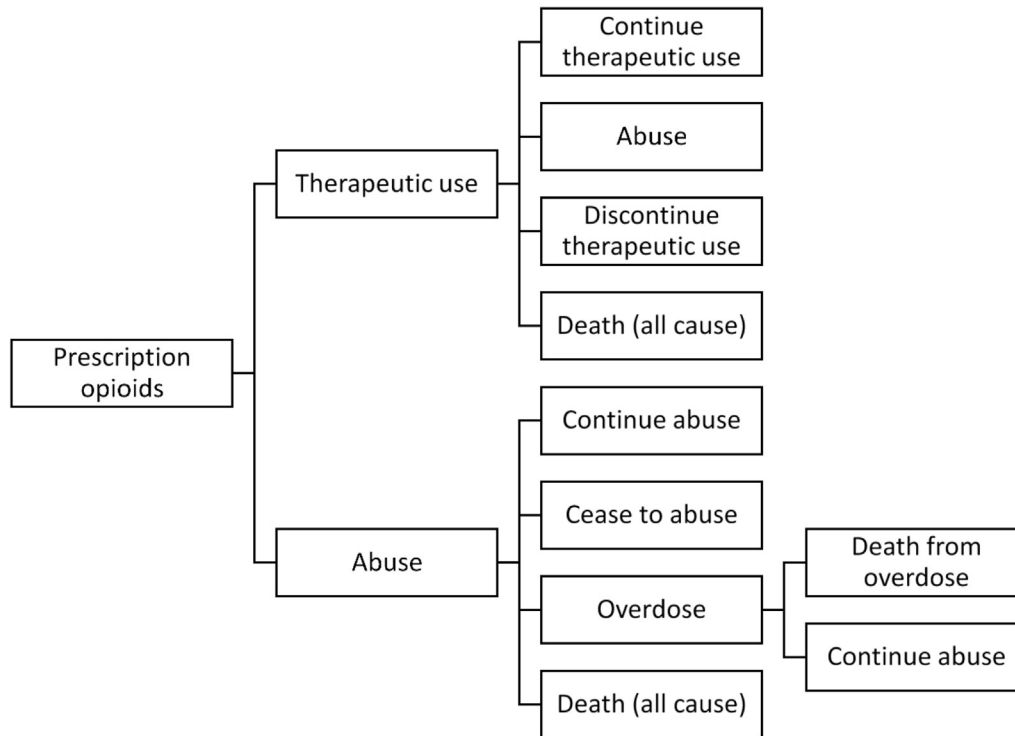 Continue
therapeutic use
Abuse
Therapeutic use
Discontinue
therapeutic use
Death (all cause)
Prescription
opioids
Continue abuse
Cease to abuse
Abuse
Overdose
Death from
overdose
Continue abuse
Death (all cause)